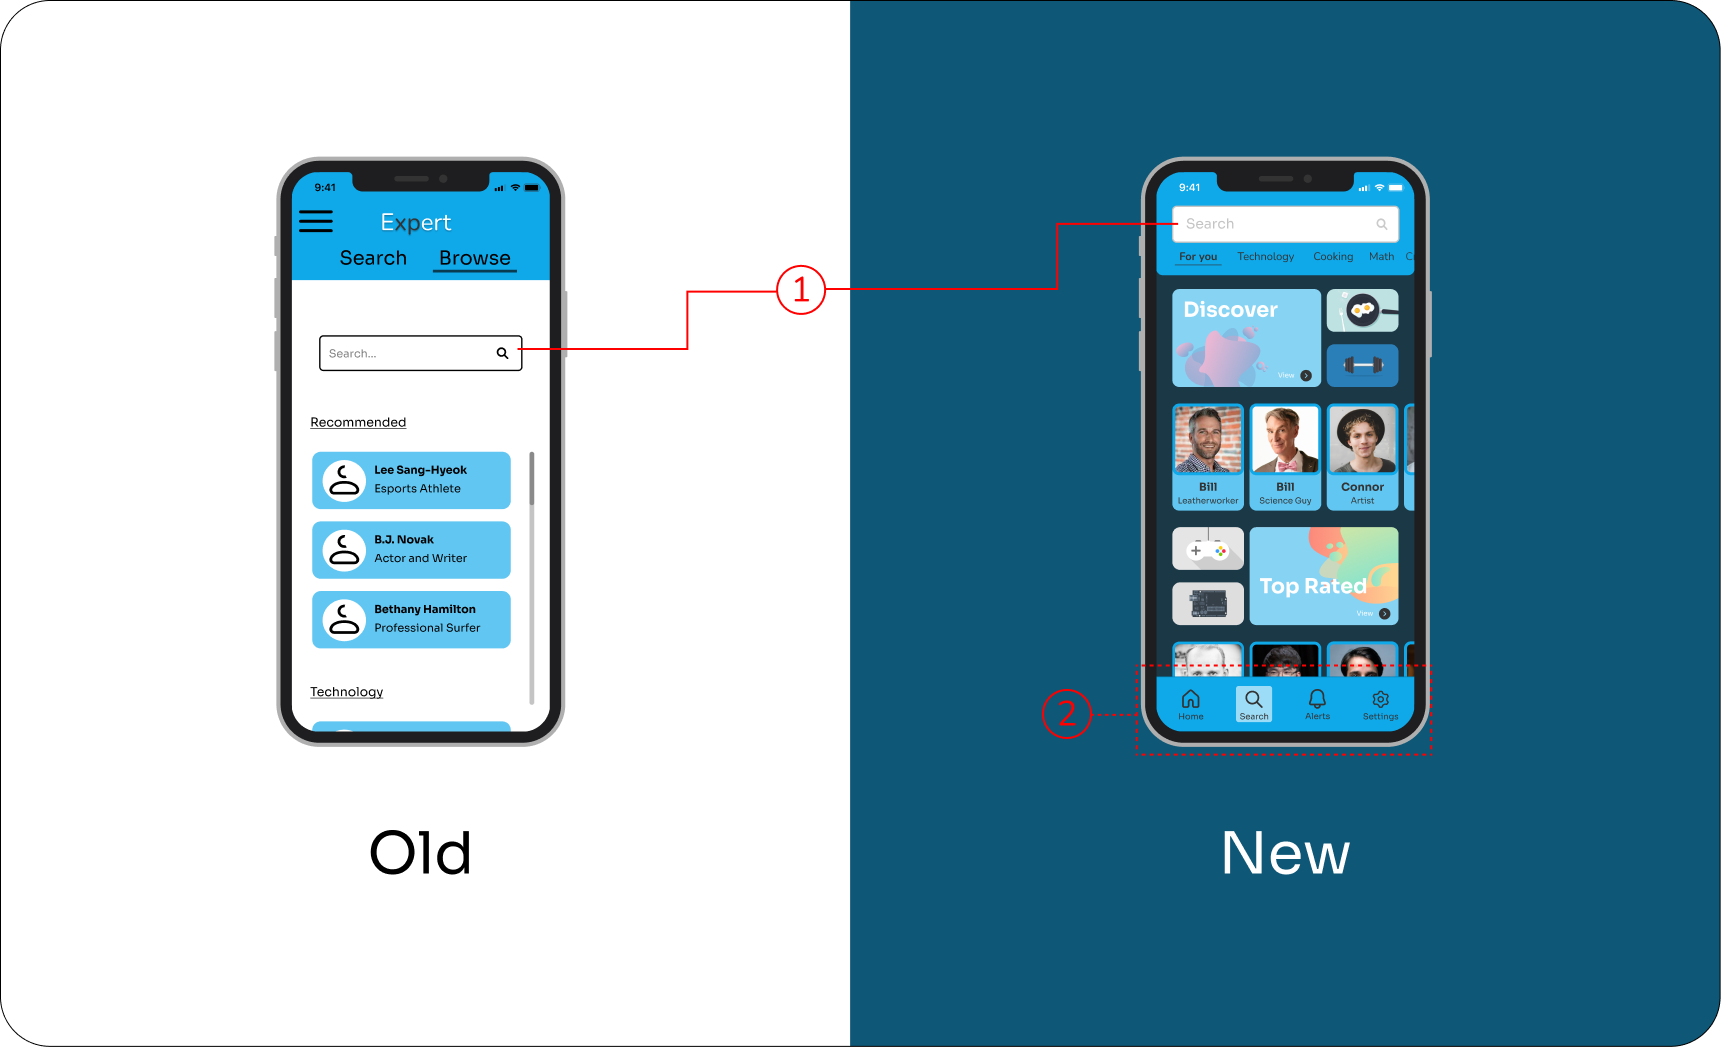 9:41
Expert
Search Browse
Search...
Recommended
Lee Sang-Hyeok
Esports Athlete
B.J. Novak
Actor and Writer
Bethany Hamilton
Professional Surfer
Technology
Old
1
2
9:41
Search
For you Technology Cooking Math C
Discover
View
Bill Bill Connor
Leatherworker Science Guy Artist
Top Rated
View
Home Search Alerts Settings
New